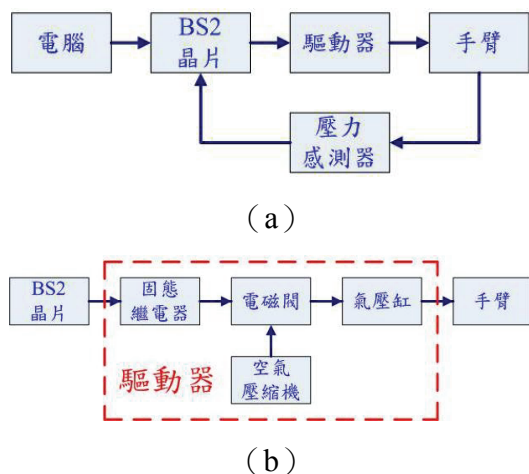 電腦
BS2
晶片
驅動器
手臂
壓力
感測器
(a)
BS2
晶片
固態
繼電器
電磁閥
氣壓缸
手臂
空氣
壓縮機
驅動器
(b)